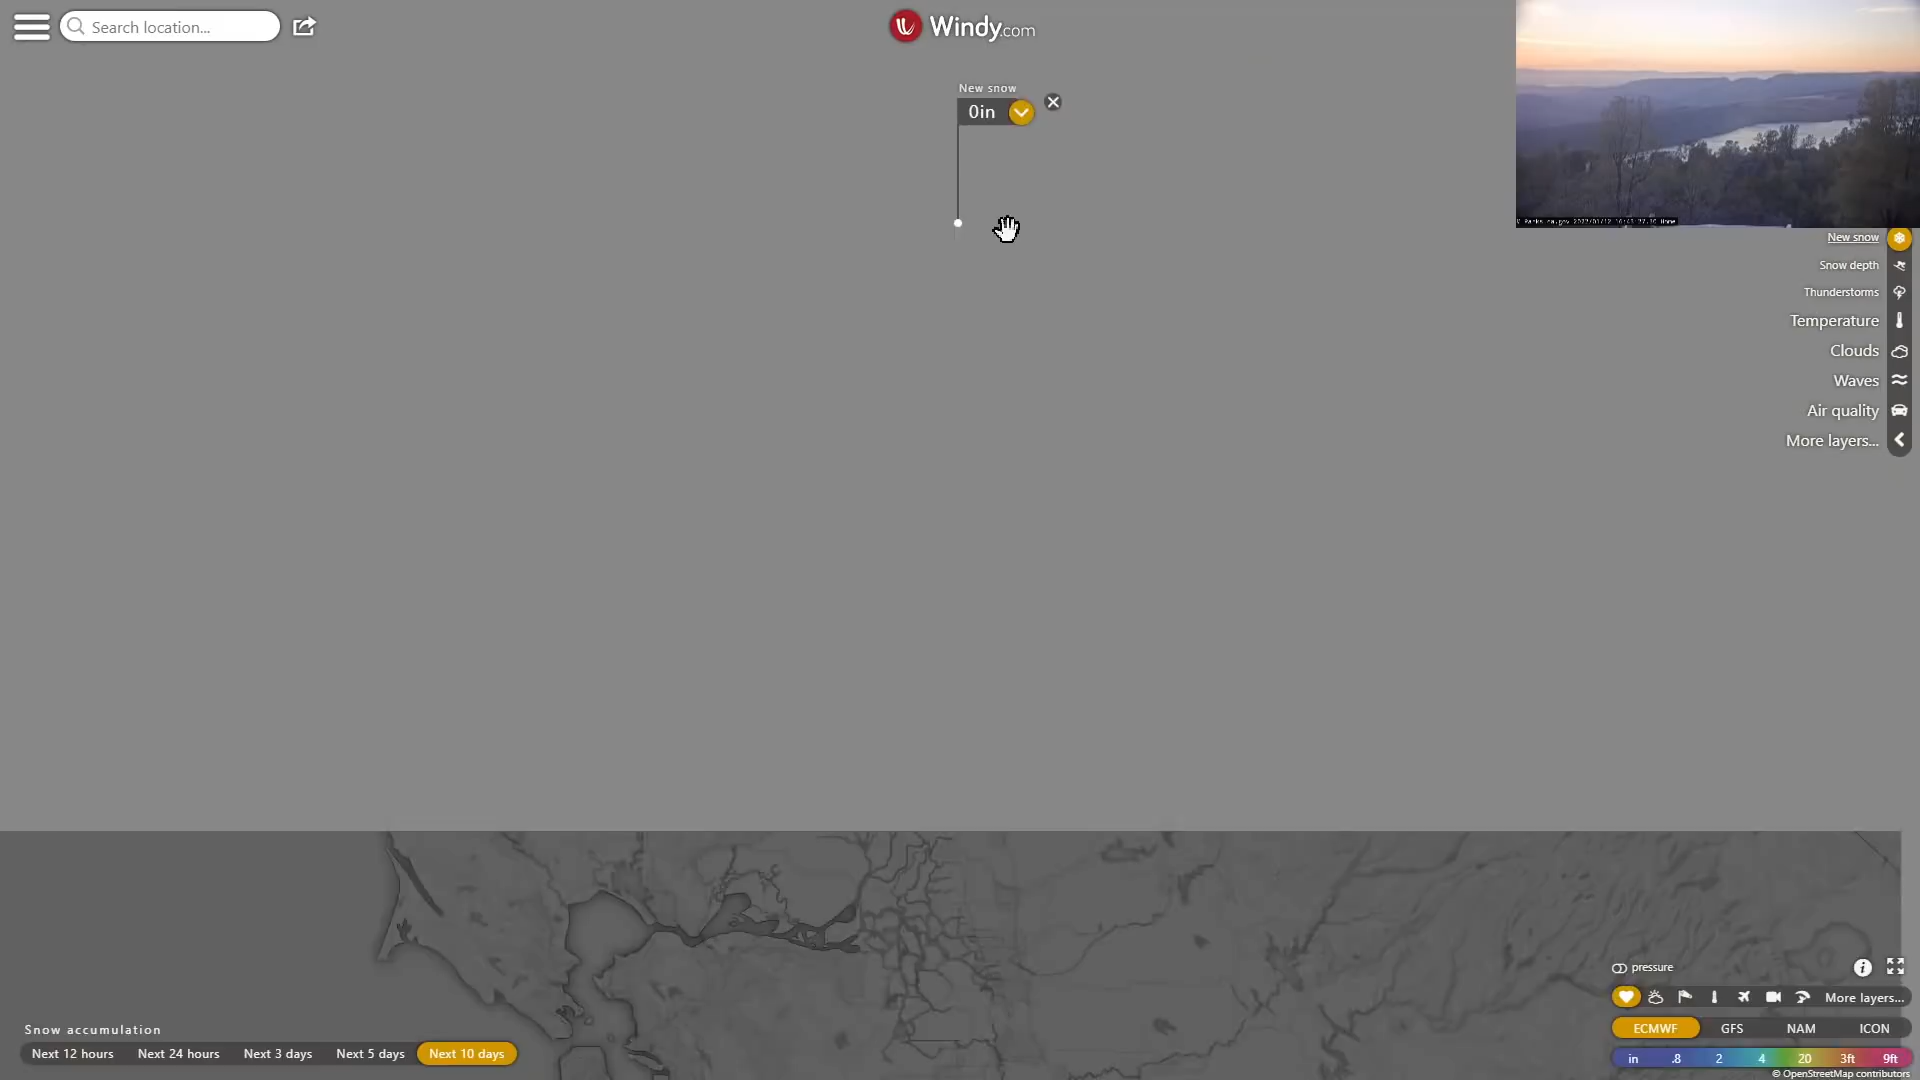 Search location...
Windy.com
New snow
0in
New snow
Snow depth
Thunderstorms
Temperature
Clouds
Waves
Air quality
More layers...
pressure
More layers...
ECMWF GFS NAM ICON
in .8 2 4 20 3ft 9ft
© OpenStreetMap contributors
Snow accumulation
Next 12 hours Next 24 hours Next 3 days Next 5 days Next 10 days